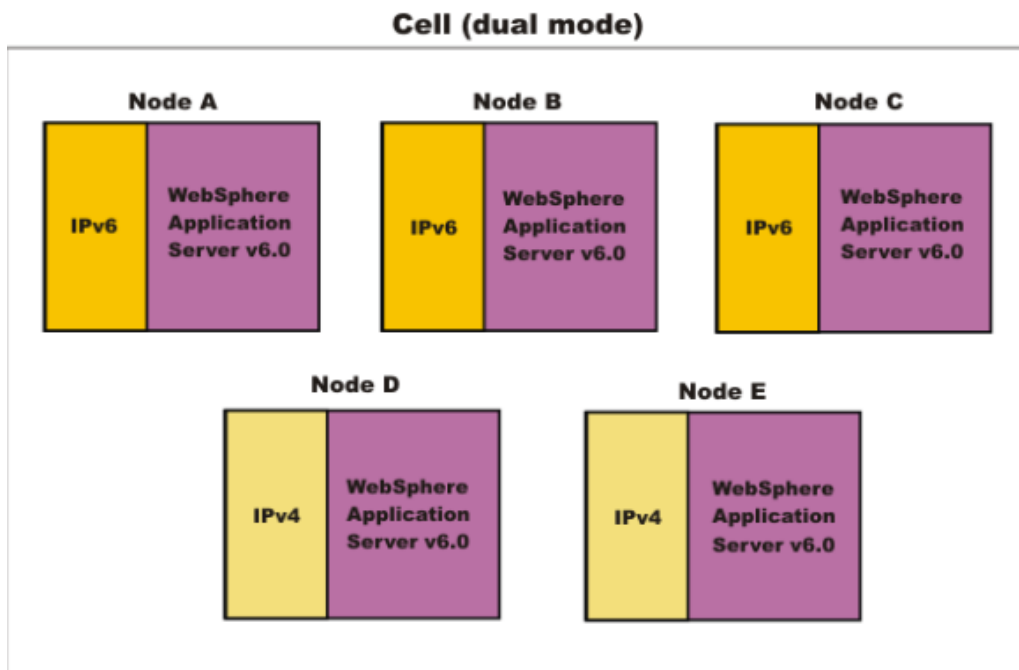 Cell (dual mode)
Node A
Node B
Node C
IPv6
WebSphere
Application
Server v6.0
IPv6
WebSphere
Application
Server v6.0
IPv6
WebSphere
Application
Server v6.0
Node D
Node E
IPv4
WebSphere
Application
Server v6.0
IPv4
WebSphere
Application
Server v6.0